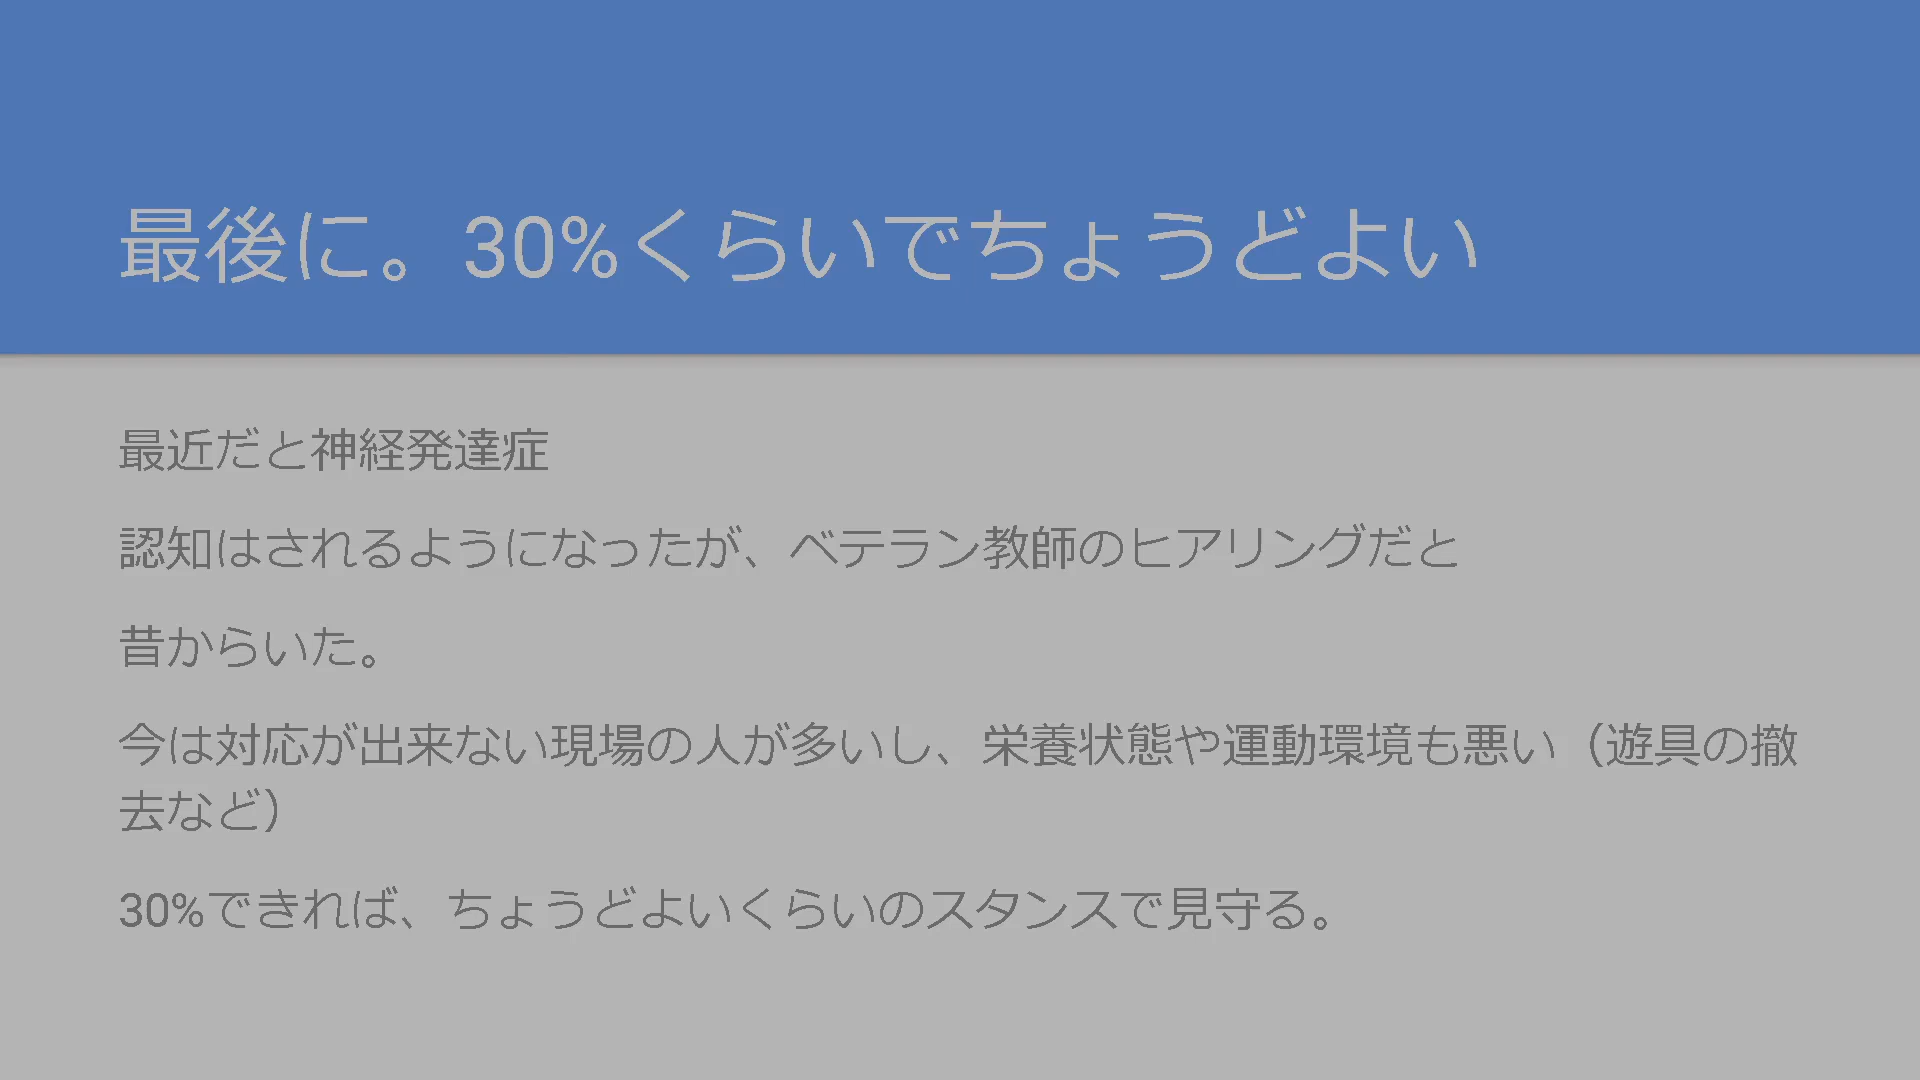 最後に。30%くらいでちょうどよい
最近だと神経発達症
認知はされるようになったが、ベテラン教師のヒアリングだと
昔からいた。
今は対応が出来ない現場の人が多いし、栄養状態や運動環境も悪い（遊具の撤
去など）
30%できれば、ちょうどよいくらいのスタンスで見守る。